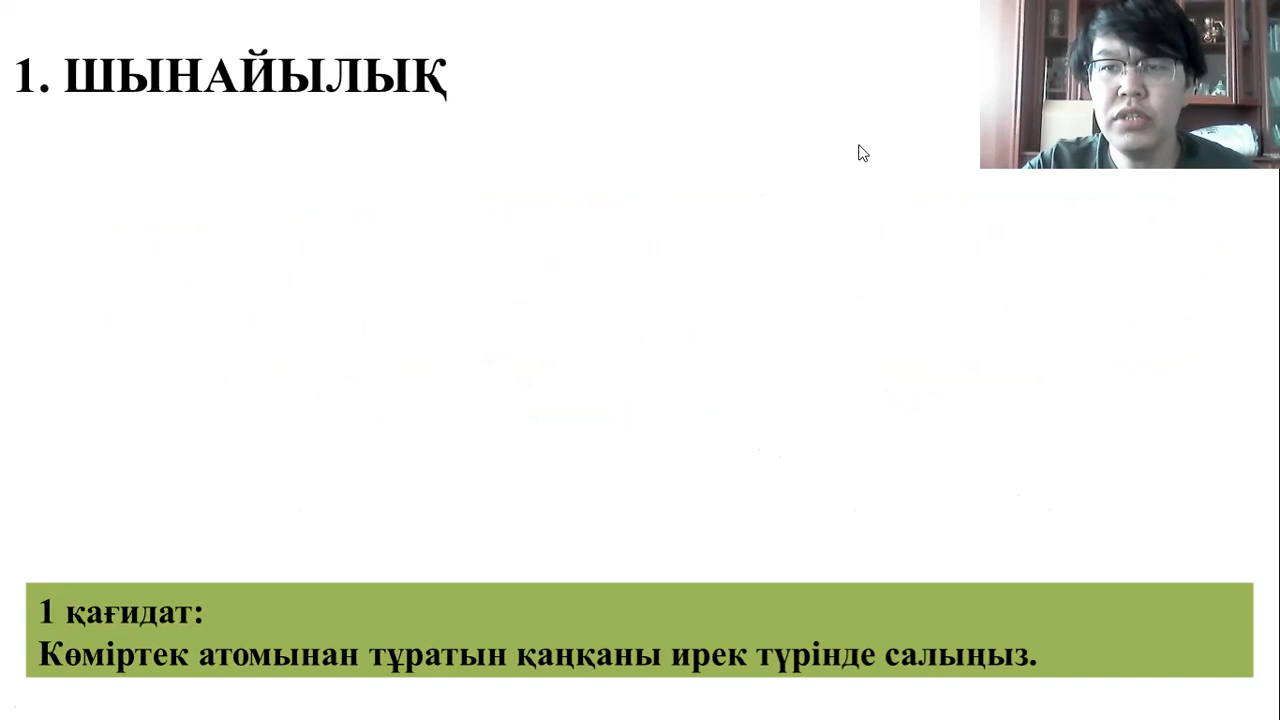 1. ШЫНАЙЫЛЫҚ
1 қағидат:
Көміртек атомынан тұратын қаңқаны ирек түрінде салыңыз.